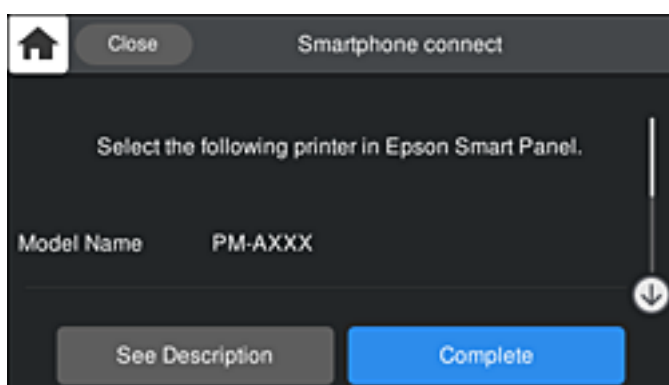 Close
Smartphone connect
Select the following printer in Epson Smart Panel.
Model Name PM-AXXX
See Description
Complete